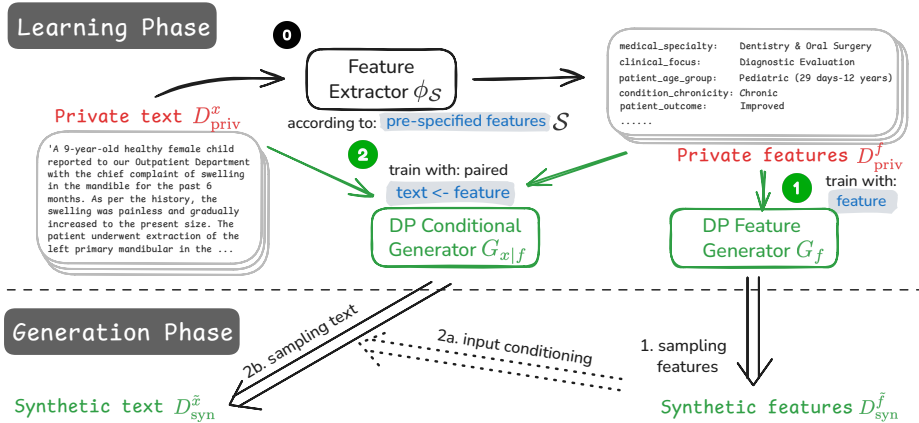 Learning Phase
0
Feature
Extractor ϕ_S
according to: pre-specified features S
medical_specialty: Dentistry & Oral Surgery
clinical_focus: Diagnostic Evaluation
patient_age_group: Pediatric (29 days-12 years)
condition_chronicity: Chronic
patient_outcome: Improved
......
Private text D^x_priv
'A 9-year-old healthy female child
reported to our Outpatient Department
with the chief complaint of swelling
in the mandible for the past 6
months. As per the history, the
swelling was painless and gradually
increased to the present size. The
patient underwent extraction of the
left primary mandibular in the ...
2
train with: paired
text <- feature
DP Conditional
Generator G_x|f
Private features D^f_priv
1
train with:
feature
DP Feature
Generator G_f
Generation Phase
2b. sampling text
2a. input conditioning
1. sampling
features
Synthetic text D^x̃_syn
Synthetic features D^f̃_syn